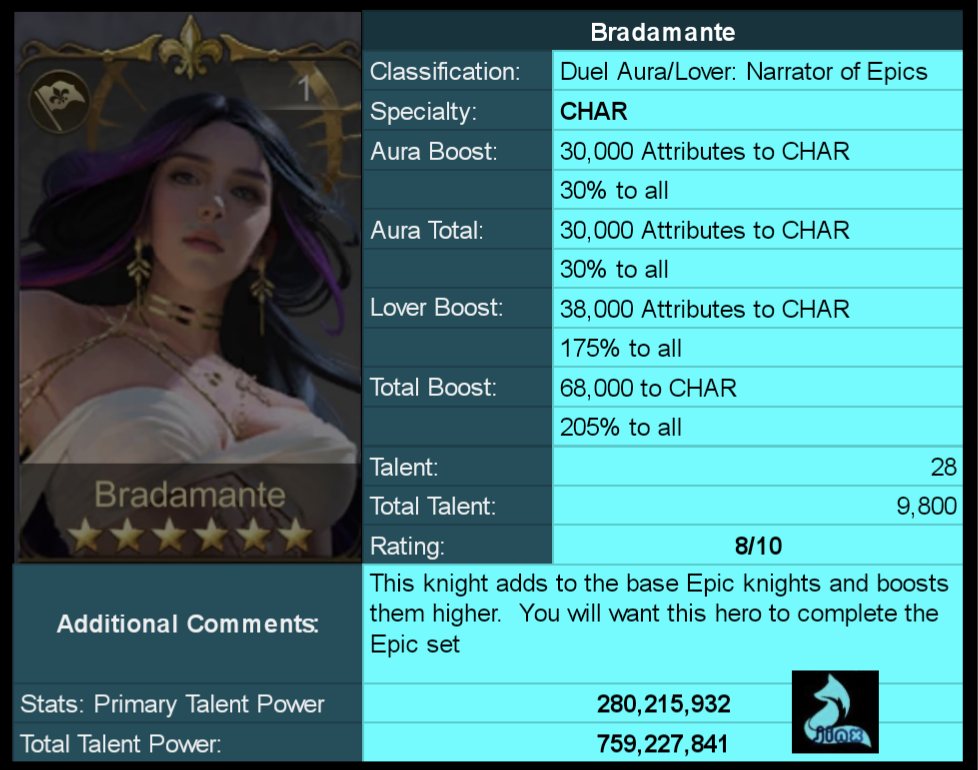 Bradamante
1
Classification: Duel Aura/Lover: Narrator of Epics
Specialty: CHAR
Aura Boost: 30,000 Attributes to CHAR
30% to all
Aura Total: 30,000 Attributes to CHAR
30% to all
Lover Boost: 38,000 Attributes to CHAR
175% to all
Total Boost: 68,000 to CHAR
205% to all
Talent: 28
Bradamante
Total Talent: 9,800
Rating: 8/10
Additional Comments:
This knight adds to the base Epic knights and boosts
them higher. You will want this hero to complete the
Epic set
Stats: Primary Talent Power 280,215,932
Total Talent Power: 759,227,841